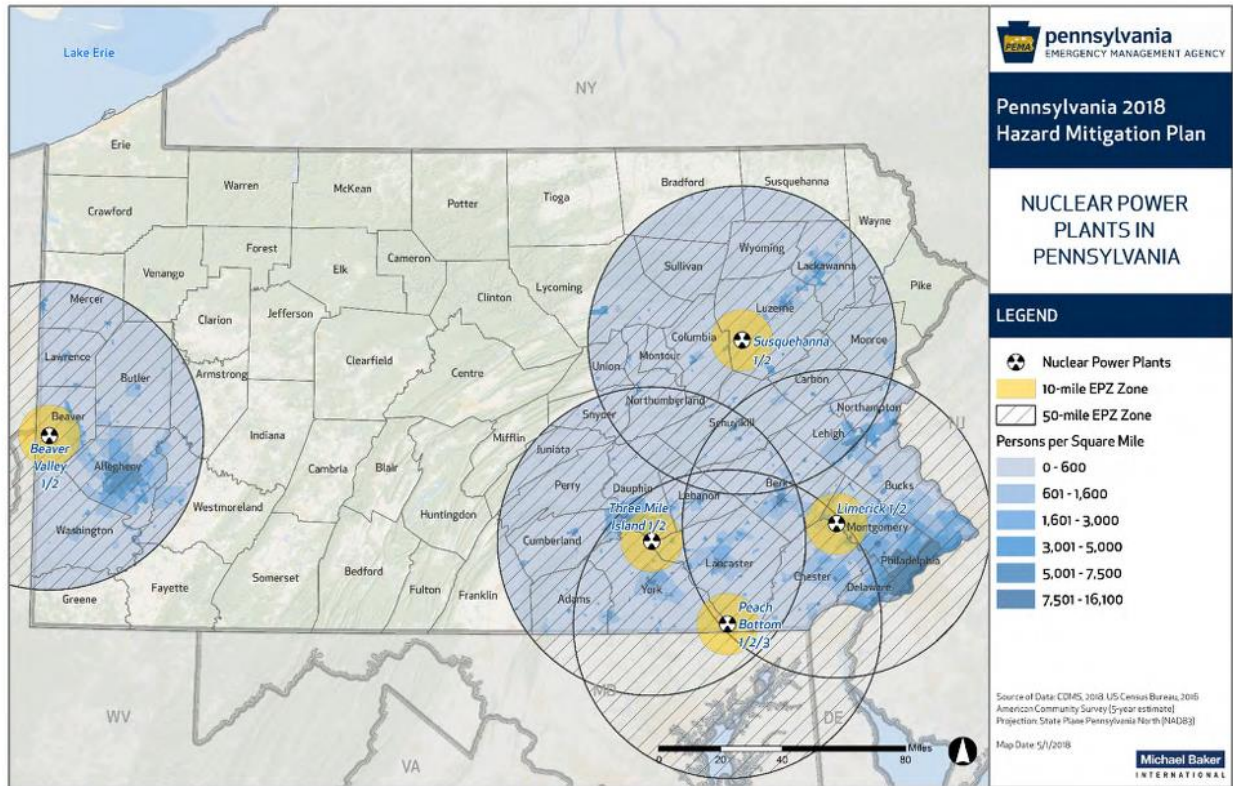 Lake Erie
NY
Erie
Warren
McKean
Potter
Tioga
Bradford
Susquehanna
Crawford
Wayne
Forest
Wyoming
Cameron
Sullivan
Lackawanna
Venango
Elk
Lycoming
Pike
Mercer
Clinton
Luzerne
Clarion
Jefferson
Columbia
Susquehanna
1/2
Monroe
Lawrence
Clearfield
Montour
Union
Butler
Armstrong
Centre
Carbon
Northumberland
Northampton
NJ
Beaver
Snyder
Schuylkill
Mifflin
Lehigh
Indiana
Juniata
Beaver
Valley
1/2
Allegheny
Cambria
Blair
Perry
Dauphin
Lebanon
Berks
Bucks
Three Mile
Island 1/2
Limerick 1/2
Westmoreland
Huntingdon
Montgomery
Washington
Cumberland
Lancaster
Philadelphia
Chester
Delaware
Fayette
Somerset
Bedford
Fulton
Franklin
Adams
York
Greene
Peach
Bottom
1/2/3
MD
WV
DE
VA
0 20 40 80
Miles
PEMA
pennsylvania
EMERGENCY MANAGEMENT AGENCY
Pennsylvania 2018
Hazard Mitigation Plan
NUCLEAR POWER
PLANTS IN
PENNSYLVANIA
LEGEND
Nuclear Power Plants
10-mile EPZ Zone
50-mile EPZ Zone
Persons per Square Mile
0 - 600
601 - 1,600
1,601 - 3,000
3,001 - 5,000
5,001 - 7,500
7,501 - 16,100
Source of Data: CDMS, 2018. US Census Bureau, 2016
American Community Survey (5-year estimate)
Projection: State Plane Pennsylvania North (NAD83)
Map Date: 5/1/2018
Michael Baker
INTERNATIONAL